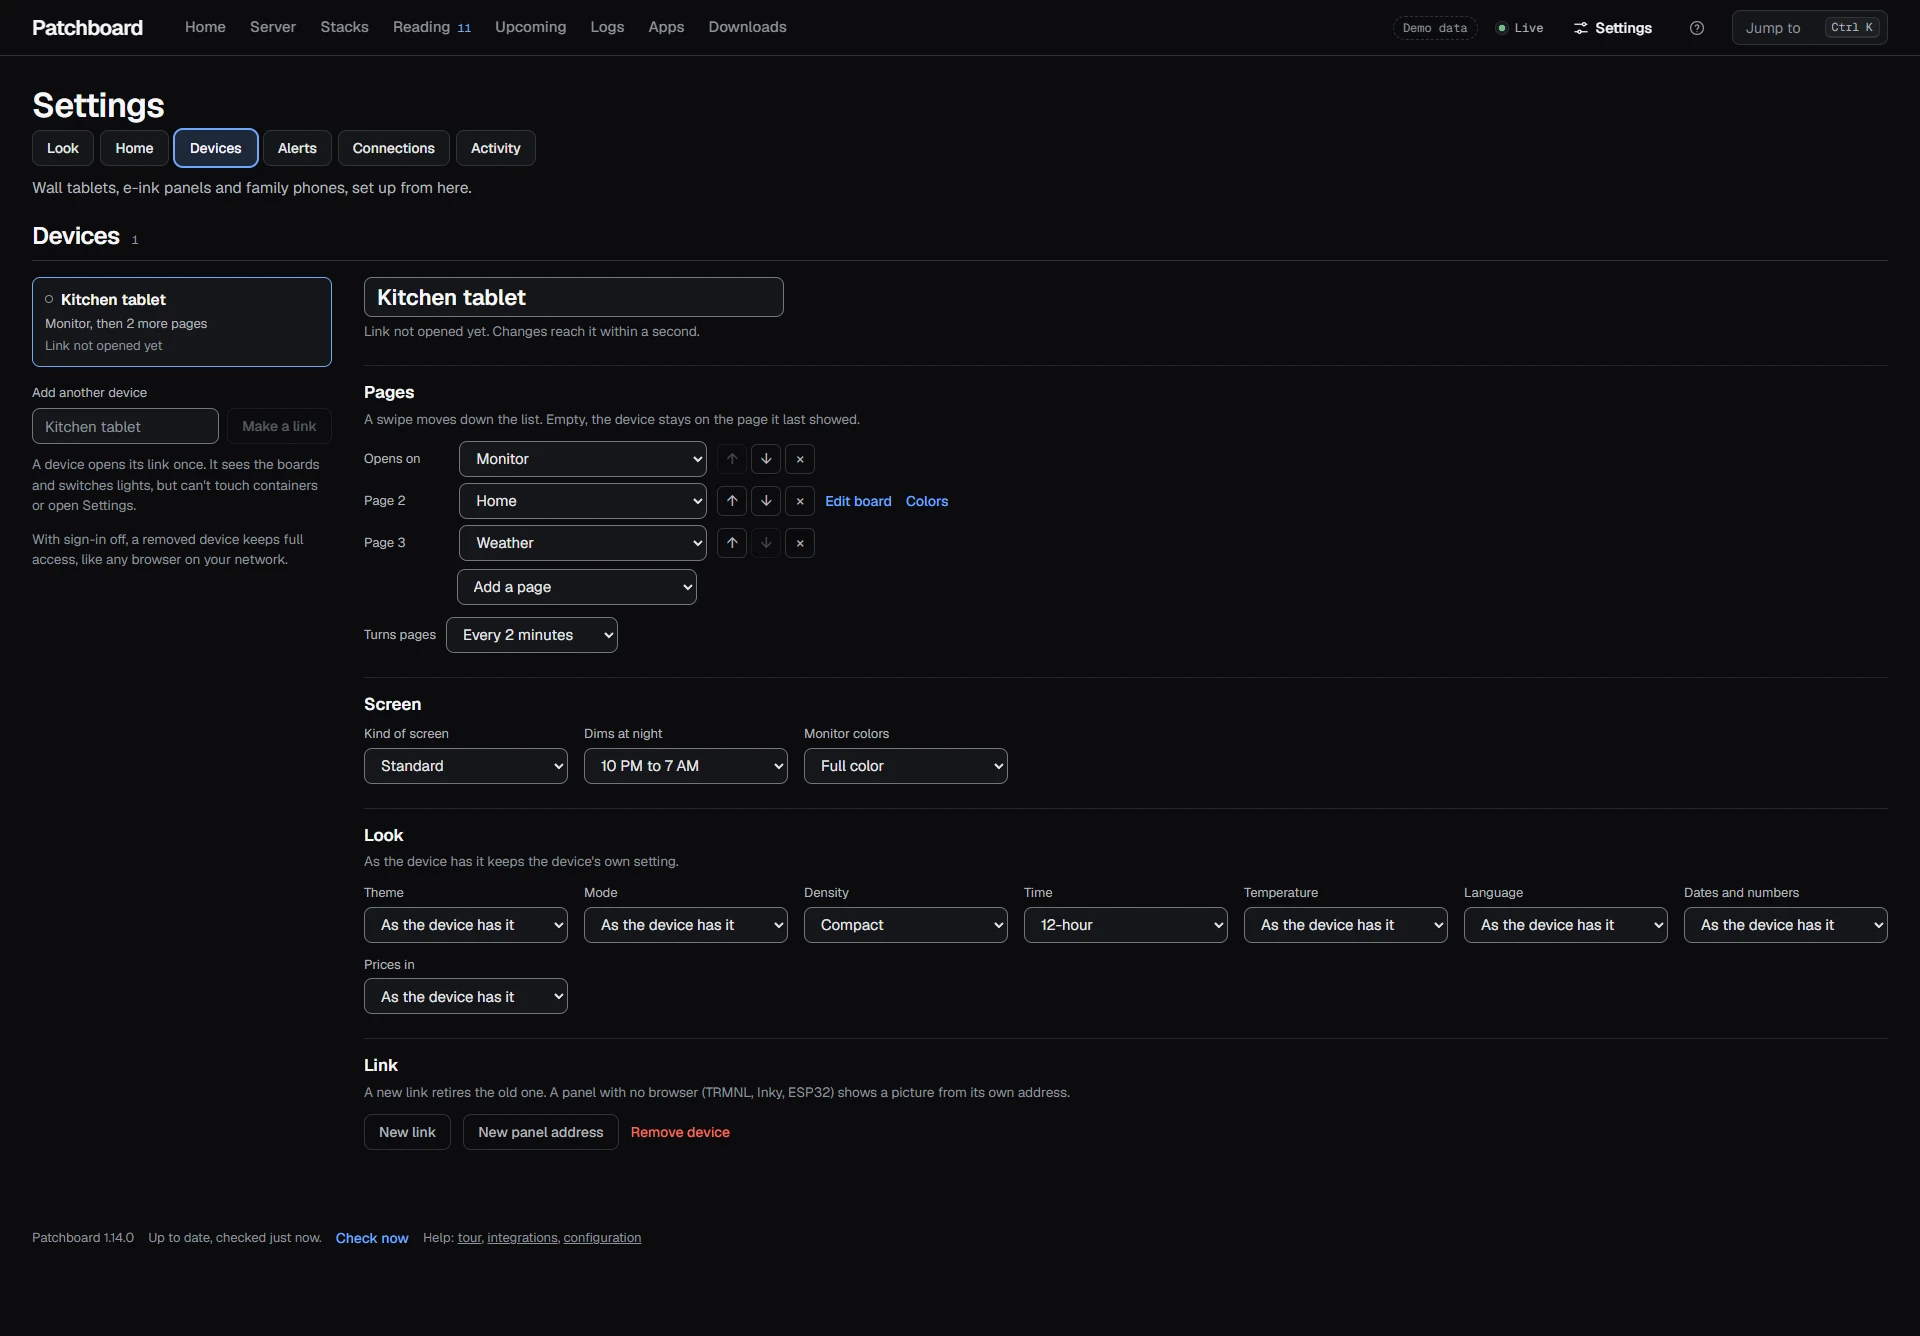 Patchboard Home Server Stacks Reading 11 Upcoming Logs Apps Downloads Demo data Live Settings ? Jump to Ctrl K
Settings
Look Home Devices Alerts Connections Activity
Wall tablets, e-ink panels and family phones, set up from here.
Devices 1
Kitchen tablet
Monitor, then 2 more pages
Link not opened yet
Add another device
Kitchen tablet Make a link
A device opens its link once. It sees the boards
and switches lights, but can't touch containers
or open Settings.
With sign-in off, a removed device keeps full
access, like any browser on your network.
Kitchen tablet
Link not opened yet. Changes reach it within a second.
Pages
A swipe moves down the list. Empty, the device stays on the page it last showed.
Opens on Monitor ↑ ↓ ×
Page 2 Home ↑ ↓ × Edit board Colors
Page 3 Weather ↑ ↓ ×
Add a page
Turns pages Every 2 minutes
Screen
Kind of screen Dims at night Monitor colors
Standard 10 PM to 7 AM Full color
Look
As the device has it keeps the device's own setting.
Theme Mode Density Time Temperature Language Dates and numbers
As the device has it As the device has it Compact 12-hour As the device has it As the device has it As the device has it
Prices in
As the device has it
Link
A new link retires the old one. A panel with no browser (TRMNL, Inky, ESP32) shows a picture from its own address.
New link New panel address Remove device
Patchboard 1.14.0 Up to date, checked just now. Check now Help: tour, integrations, configuration